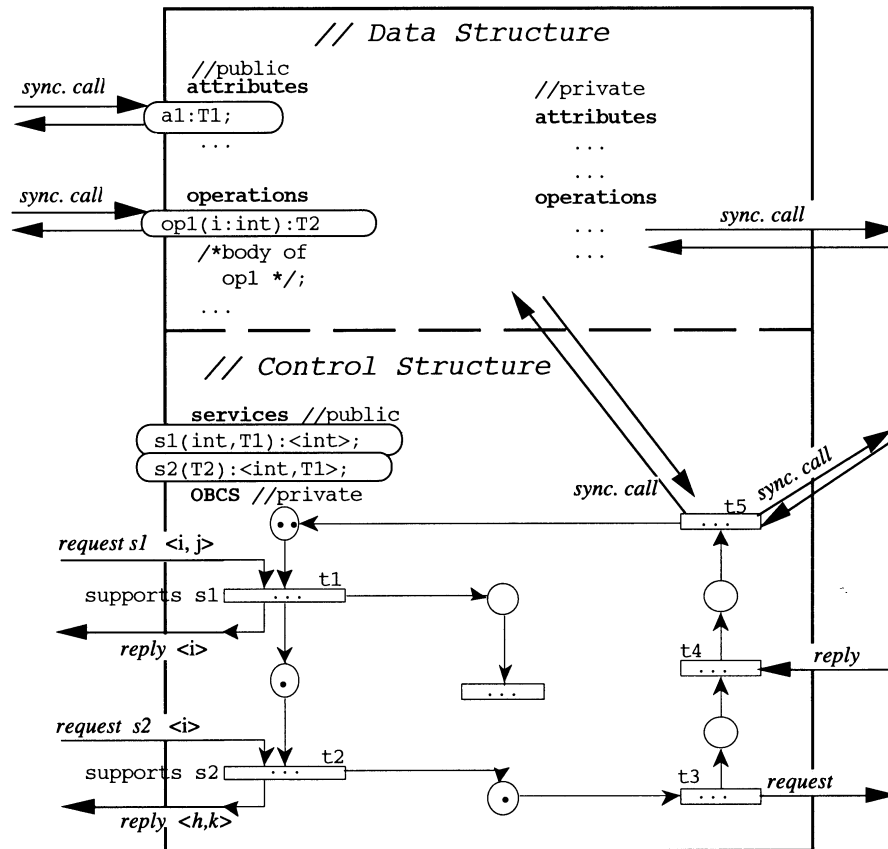 // Data Structure
//public
attributes
sync. call
a1:T1;
...
//private
attributes
...
...
operations
sync. call
op1(i:int):T2
/*body of
op1 */;
...
operations
...
...
sync. call
// Control Structure
services //public
s1(int,T1):<int>;
s2(T2):<int,T1>;
OBCS //private
sync. call
sync. call
t5
...
request s1 <i, j>
t1
supports s1
...
reply <i>
...
t4
...
reply
request s2 <i>
t2
supports s2
...
reply <h,k>
t3
...
request